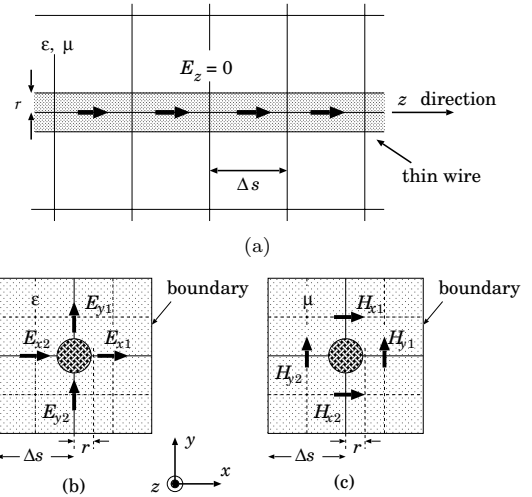 ε, μ
E_z = 0
r
z direction
Δs
thin wire
(a)
boundary
ε
E_y1
E_x2
E_x1
E_y2
Δs
r
(b)
y
x
z
boundary
μ
H_x1
H_y1
H_y2
H_x2
Δs
r
(c)